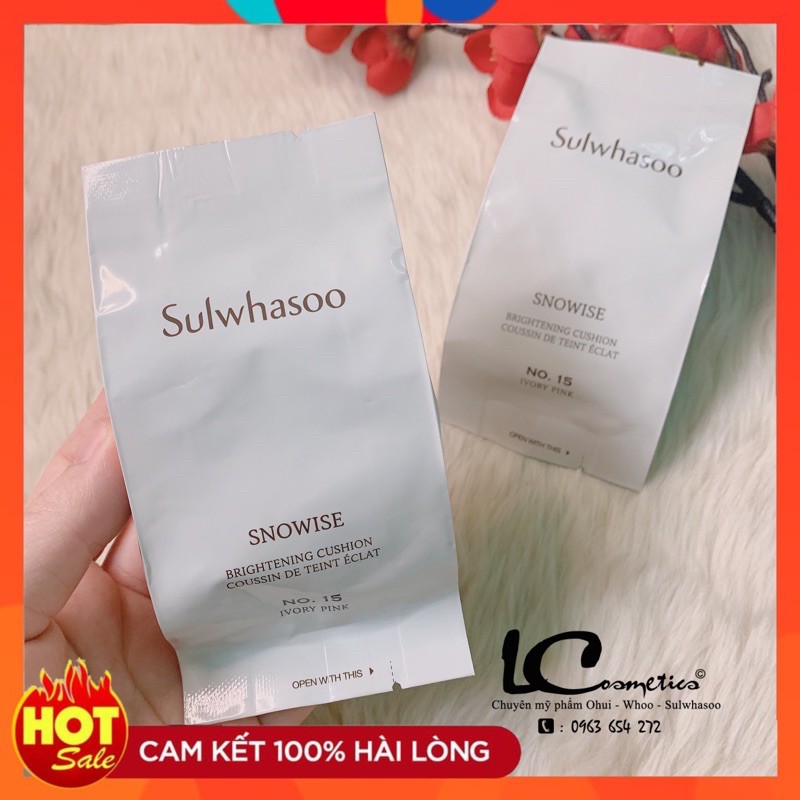 Sulwhasoo
SNOWISE
BRIGHTENING CUSHION
COUSSIN DE TEINT ÉCLAT
NO. 15
IVORY PINK
OPEN WITH THIS
Sulwhasoo
SNOWISE
BRIGHTENING CUSHION
COUSSIN DE TEINT ÉCLAT
NO. 15
IVORY PINK
OPEN WITH THIS
LCosmetics©
Chuyên mỹ phẩm Ohui - Whoo - Sulwhasoo
: 0963 654 272
HOT
Sale
CAM KẾT 100% HÀI LÒNG